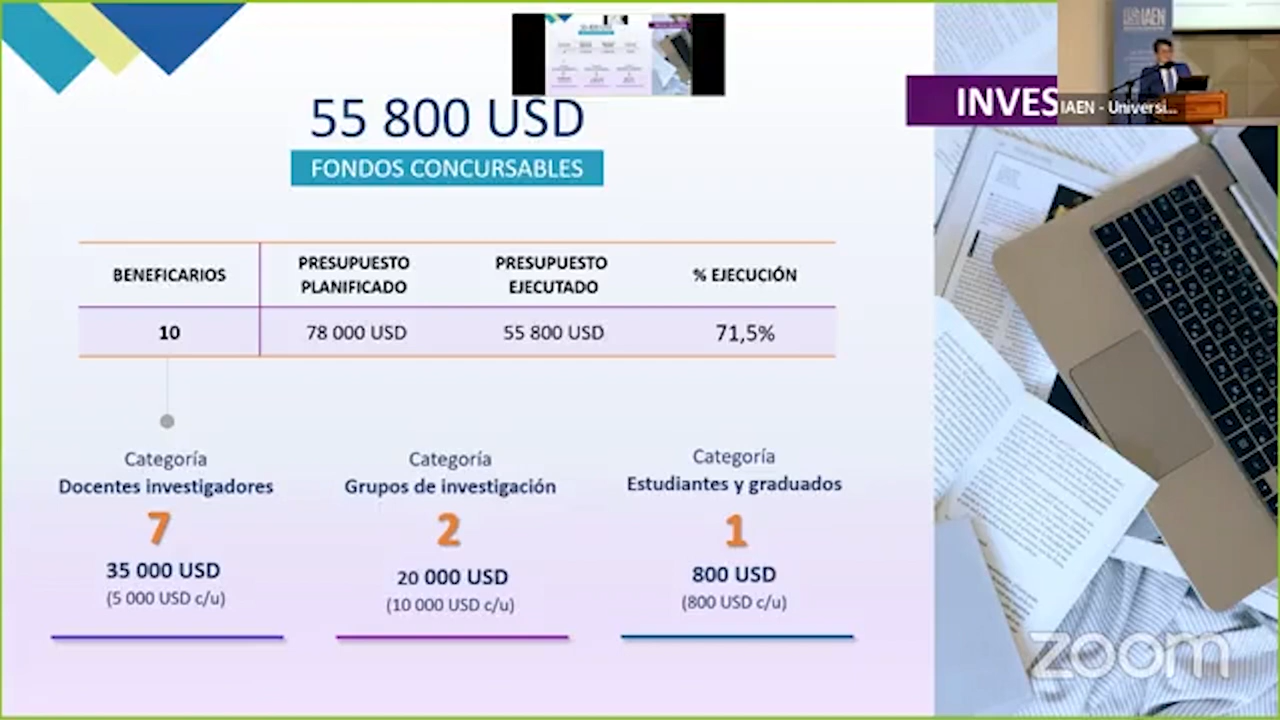 55 800 USD
FONDOS CONCURSABLES
INVES
IAEN
IAEN - Universi...
BENEFICARIOS
PRESUPUESTO
PLANIFICADO
PRESUPUESTO
EJECUTADO
% EJECUCIÓN
10
78 000 USD
55 800 USD
71,5%
Categoría
Docentes investigadores
7
35 000 USD
(5 000 USD c/u)
Categoría
Grupos de investigación
2
20 000 USD
(10 000 USD c/u)
Categoría
Estudiantes y graduados
1
800 USD
(800 USD c/u)
zoom